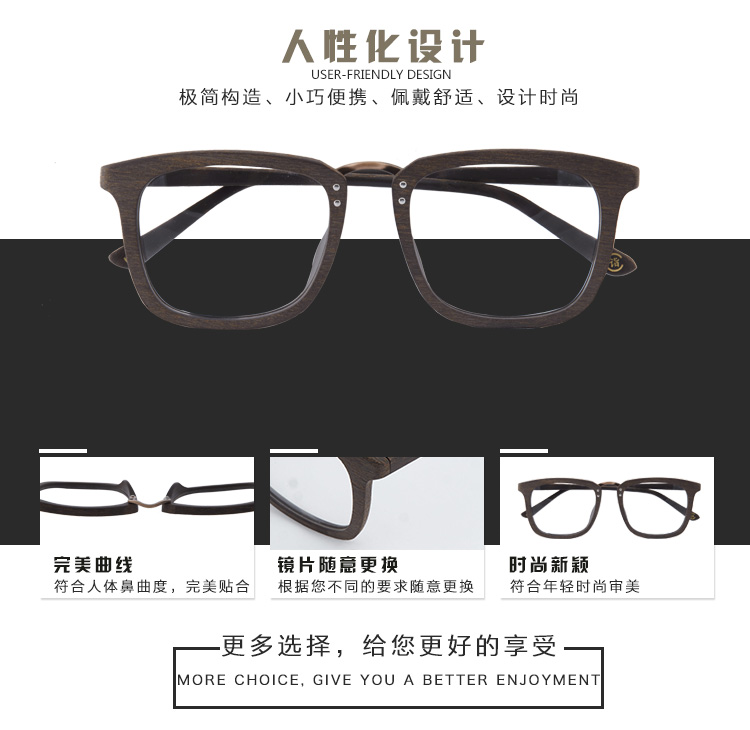 人性化设计
USER-FRIENDLY DESIGN
极简构造、小巧便携、佩戴舒适、设计时尚
完美曲线
符合人体鼻曲度，完美贴合
镜片随意更换
根据您不同的要求随意更换
时尚新颖
符合年轻时尚审美
更多选择，给您更好的享受
MORE CHOICE, GIVE YOU A BETTER ENJOYMENT